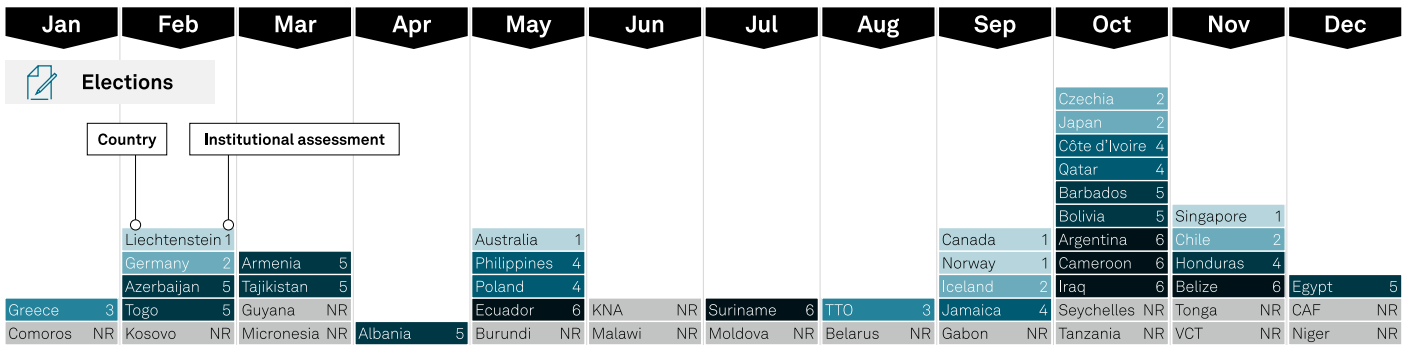 Jan Feb Mar Apr May Jun Jul Aug Sep Oct Nov Dec
Elections
Country Institutional assessment
Czechia 2
Japan 2
Côte d'Ivoire 4
Qatar 4
Barbados 5
Bolivia 5 Singapore 1
Liechtenstein 1 Australia 1 Canada 1 Argentina 6 Chile 2
Germany 2 Armenia 5 Philippines 4 Norway 1 Cameroon 6 Honduras 4
Azerbaijan 5 Tajikistan 5 Poland 4 Iceland 2 Iraq 6 Belize 6 Egypt 5
Greece 3 Togo 5 Guyana NR Ecuador 6 KNA NR Suriname 6 TTO 3 Jamaica 4 Seychelles NR Tonga NR CAF NR
Comoros NR Kosovo NR Micronesia NR Albania 5 Burundi NR Malawi NR Moldova NR Belarus NR Gabon NR Tanzania NR VCT NR Niger NR